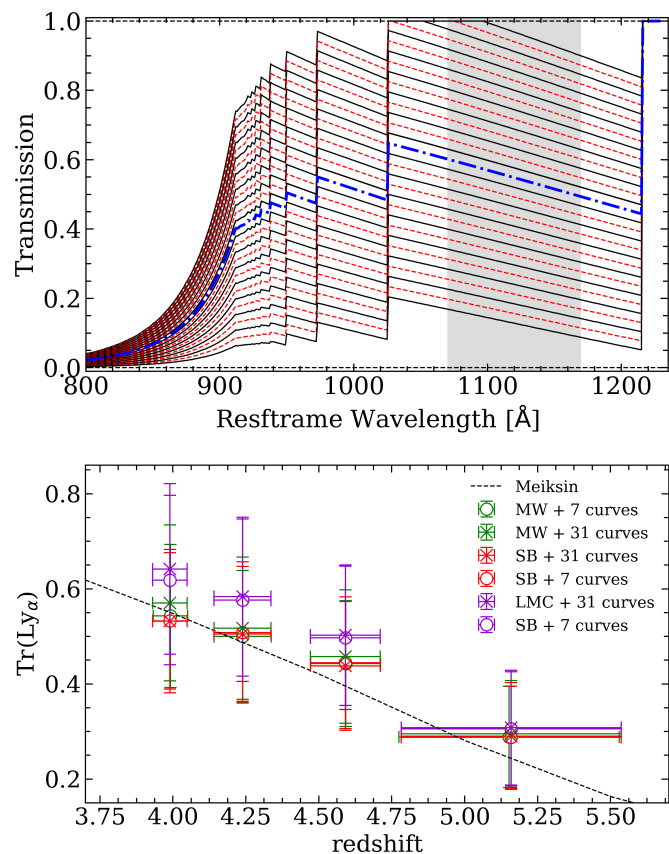 1.0
0.8
0.6
0.4
0.2
0.0
Transmission
800
900
1000
1100
1200
Resftrame Wavelength [Å]
0.8
0.6
0.4
0.2
Tr(Lyα)
Meiksin
MW + 7 curves
MW + 31 curves
SB + 31 curves
SB + 7 curves
LMC + 31 curves
SB + 7 curves
3.75 4.00 4.25 4.50 4.75 5.00 5.25 5.50
redshift